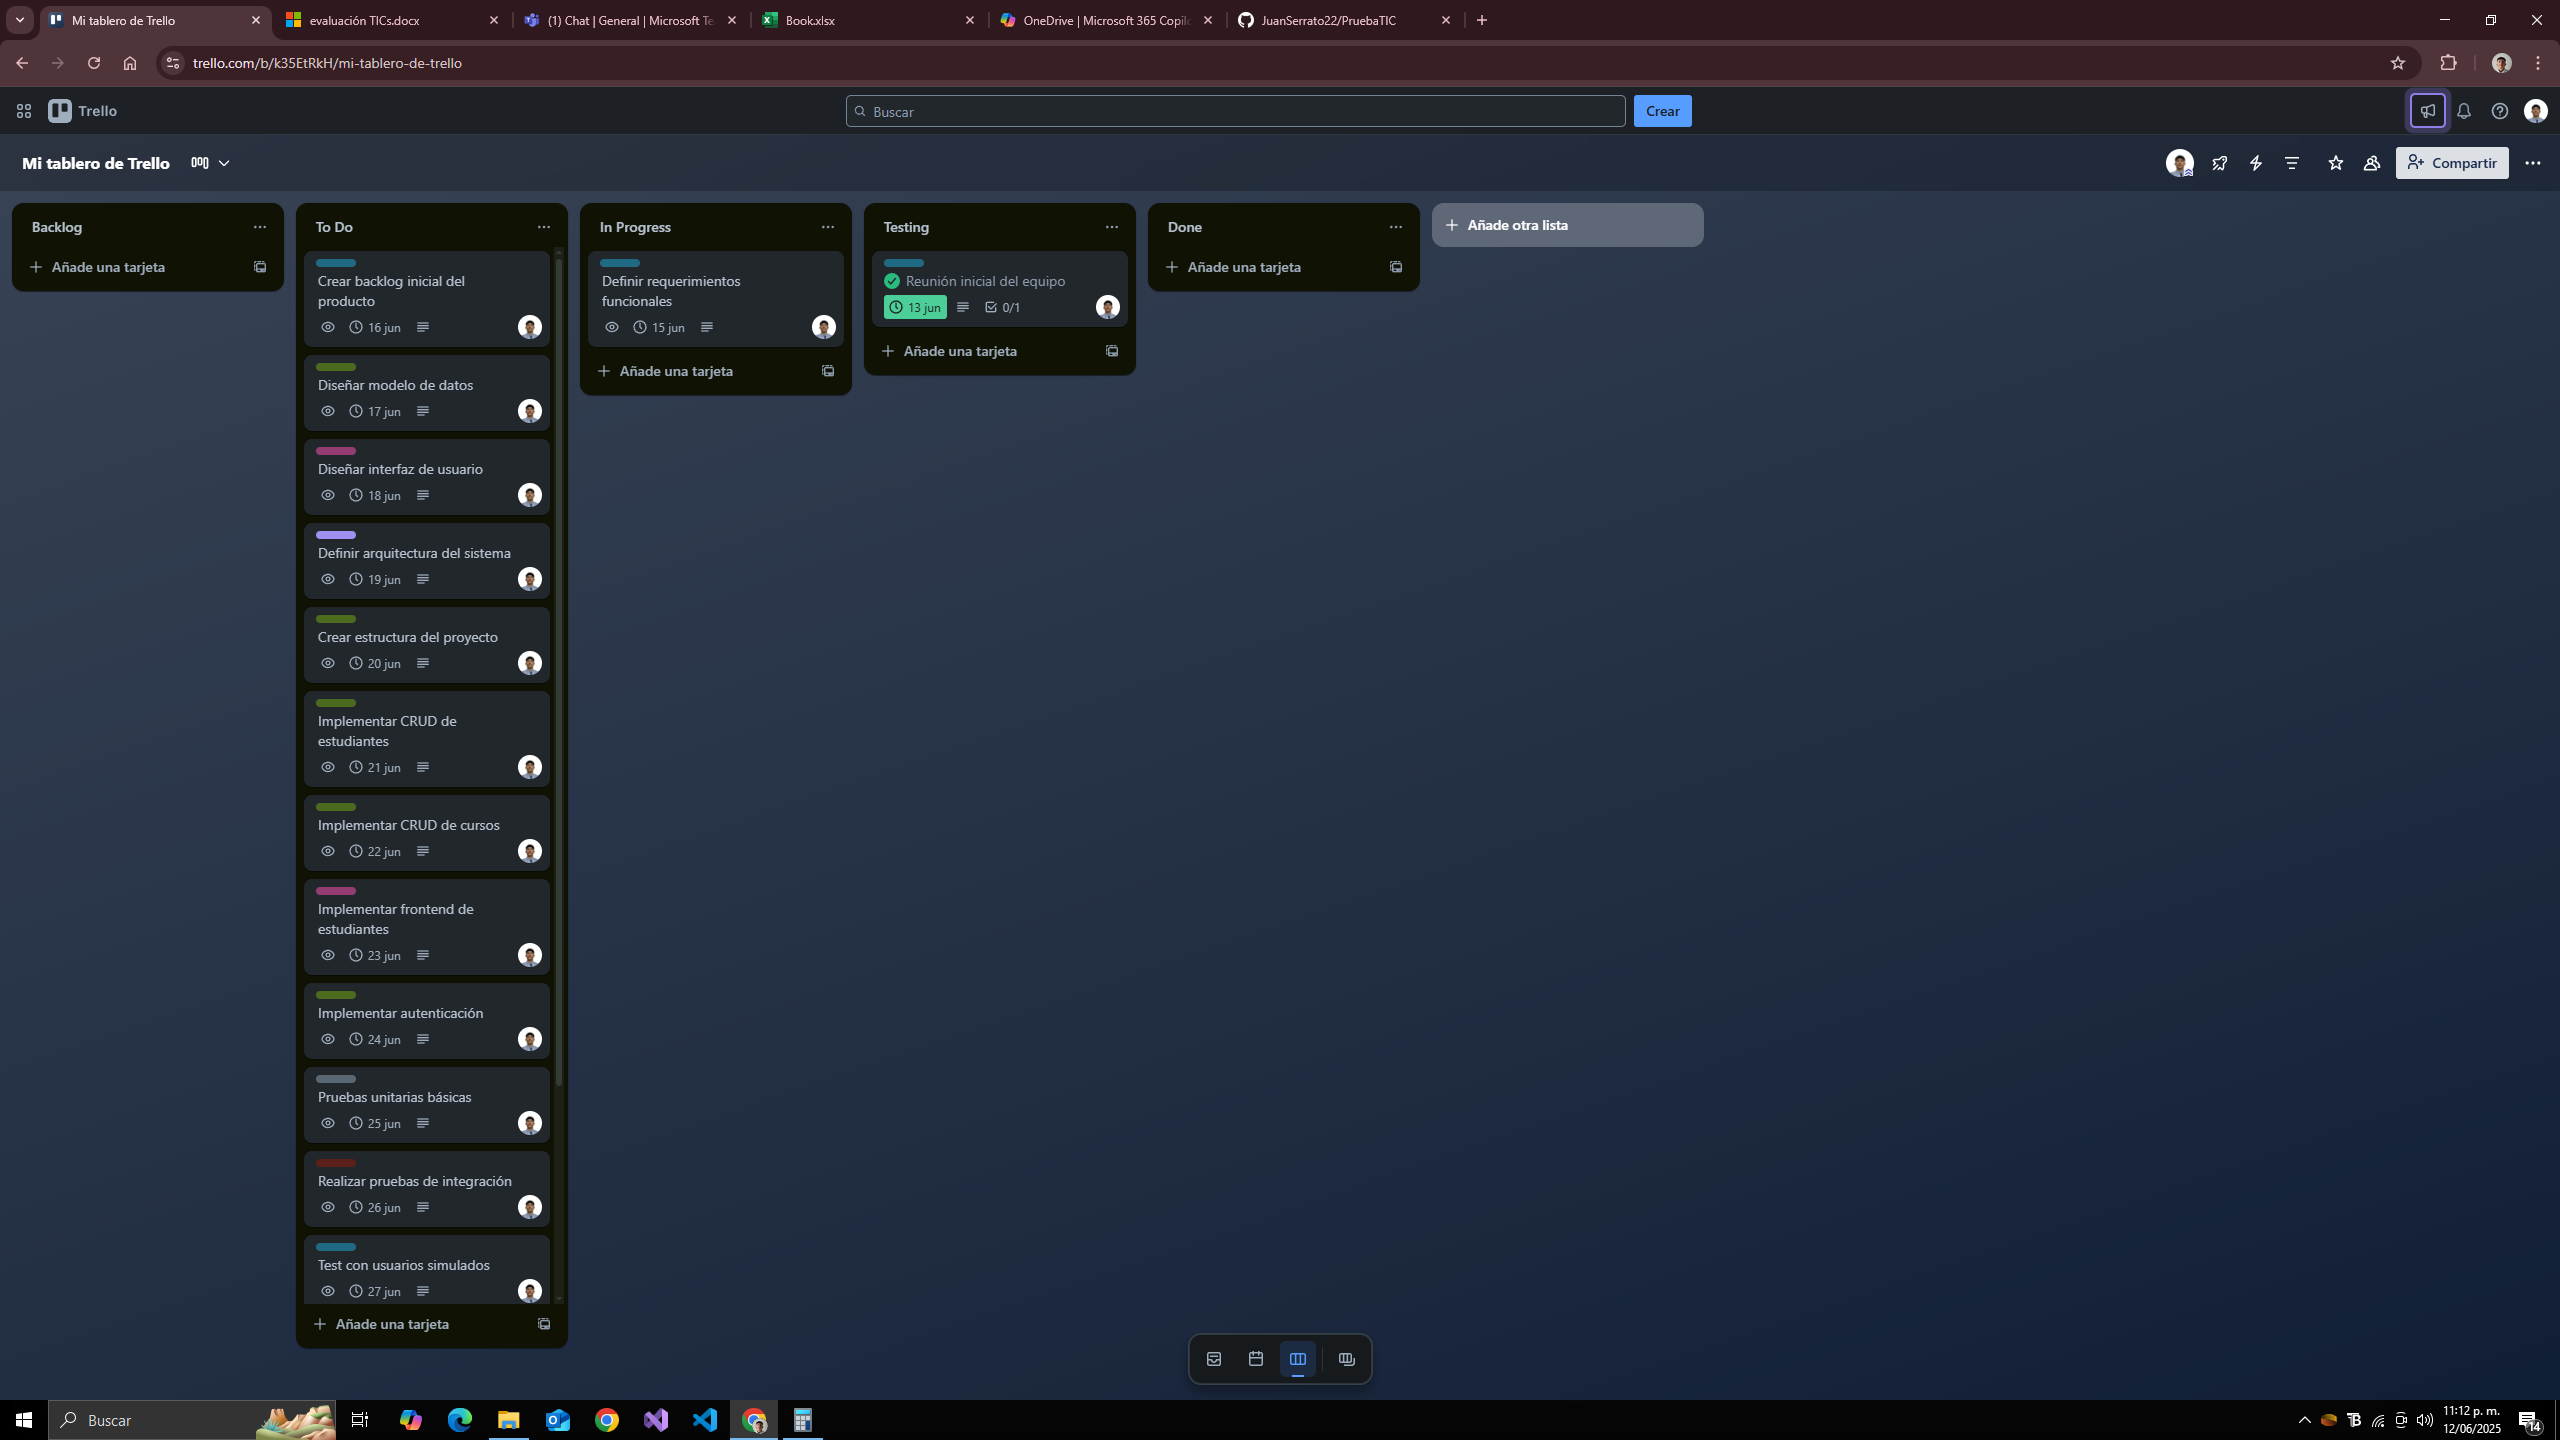 Mi tablero de Trello
evaluación TICs.docx
(1) Chat | General | Microsoft Te
Book.xlsx
OneDrive | Microsoft 365 Copil
JuanSerrato22/PruebaTIC
trello.com/b/k35EtRkH/mi-tablero-de-trello
Trello
Buscar
Crear
Mi tablero de Trello
Compartir
Backlog
Añade una tarjeta
To Do
Crear backlog inicial del
producto
16 jun
Diseñar modelo de datos
17 jun
Diseñar interfaz de usuario
18 jun
Definir arquitectura del sistema
19 jun
Crear estructura del proyecto
20 jun
Implementar CRUD de
estudiantes
21 jun
Implementar CRUD de cursos
22 jun
Implementar frontend de
estudiantes
23 jun
Implementar autenticación
24 jun
Pruebas unitarias básicas
25 jun
Realizar pruebas de integración
26 jun
Test con usuarios simulados
27 jun
Añade una tarjeta
In Progress
Definir requerimientos
funcionales
15 jun
Añade una tarjeta
Testing
Reunión inicial del equipo
13 jun 0/1
Añade una tarjeta
Done
Añade una tarjeta
Añade otra lista
Buscar
11:12 p. m.
12/06/2025
14